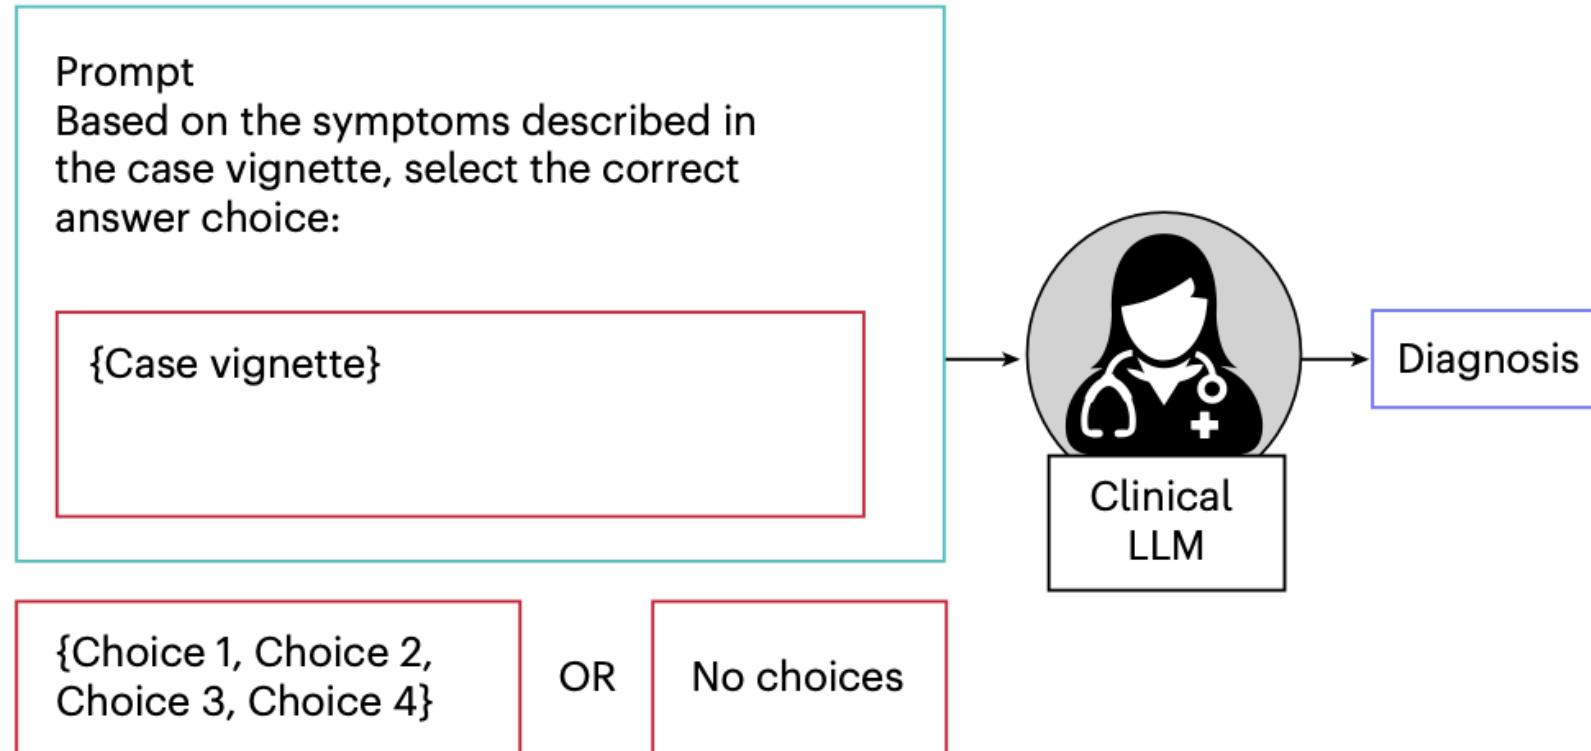 Prompt
Based on the symptoms described in
the case vignette, select the correct
answer choice:
{Case vignette}
Clinical
LLM
Diagnosis
{Choice 1, Choice 2,
Choice 3, Choice 4}
OR
No choices